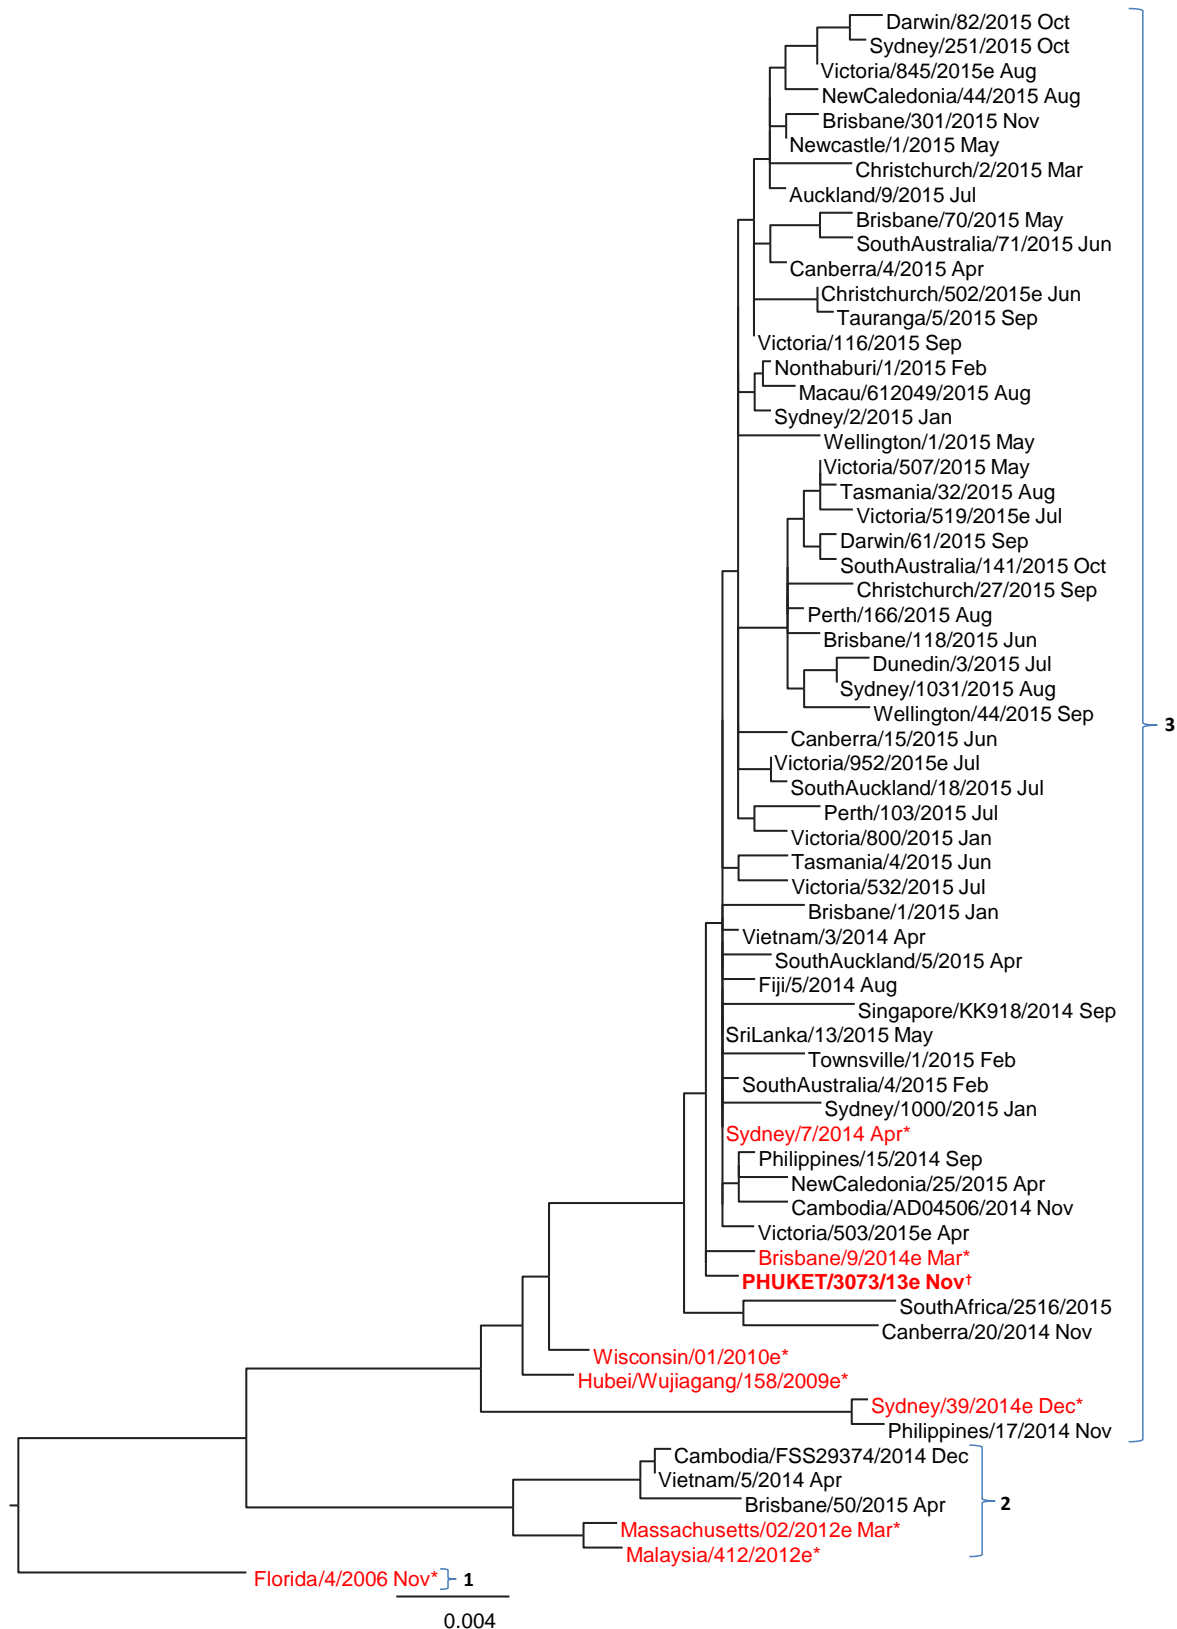 Darwin/82/2015 Oct
Sydney/251/2015 Oct
Victoria/845/2015e Aug
NewCaledonia/44/2015 Aug
Brisbane/301/2015 Nov
Newcastle/1/2015 May
Christchurch/2/2015 Mar
Auckland/9/2015 Jul
Brisbane/70/2015 May
SouthAustralia/71/2015 Jun
Canberra/4/2015 Apr
Christchurch/502/2015e Jun
Tauranga/5/2015 Sep
Victoria/116/2015 Sep
Nonthaburi/1/2015 Feb
Macau/612049/2015 Aug
Sydney/2/2015 Jan
Wellington/1/2015 May
Victoria/507/2015 May
Tasmania/32/2015 Aug
Victoria/519/2015e Jul
Darwin/61/2015 Sep
SouthAustralia/141/2015 Oct
Christchurch/27/2015 Sep
Perth/166/2015 Aug
Brisbane/118/2015 Jun
Dunedin/3/2015 Jul
Sydney/1031/2015 Aug
Wellington/44/2015 Sep
3
Canberra/15/2015 Jun
Victoria/952/2015e Jul
SouthAuckland/18/2015 Jul
Perth/103/2015 Jul
Victoria/800/2015 Jan
Tasmania/4/2015 Jun
Victoria/532/2015 Jul
Brisbane/1/2015 Jan
Vietnam/3/2014 Apr
SouthAuckland/5/2015 Apr
Fiji/5/2014 Aug
Singapore/KK918/2014 Sep
SriLanka/13/2015 May
Townsville/1/2015 Feb
SouthAustralia/4/2015 Feb
Sydney/1000/2015 Jan
Sydney/7/2014 Apr*
Philippines/15/2014 Sep
NewCaledonia/25/2015 Apr
Cambodia/AD04506/2014 Nov
Victoria/503/2015e Apr
Brisbane/9/2014e Mar*
PHUKET/3073/13e Nov†
SouthAfrica/2516/2015
Canberra/20/2014 Nov
Wisconsin/01/2010e*
Hubei/Wujiagang/158/2009e*
Sydney/39/2014e Dec*
Philippines/17/2014 Nov
Cambodia/FSS29374/2014 Dec
Vietnam/5/2014 Apr
Brisbane/50/2015 Apr
2
Massachusetts/02/2012e Mar*
Malaysia/412/2012e*
Florida/4/2006 Nov*
1
0.004